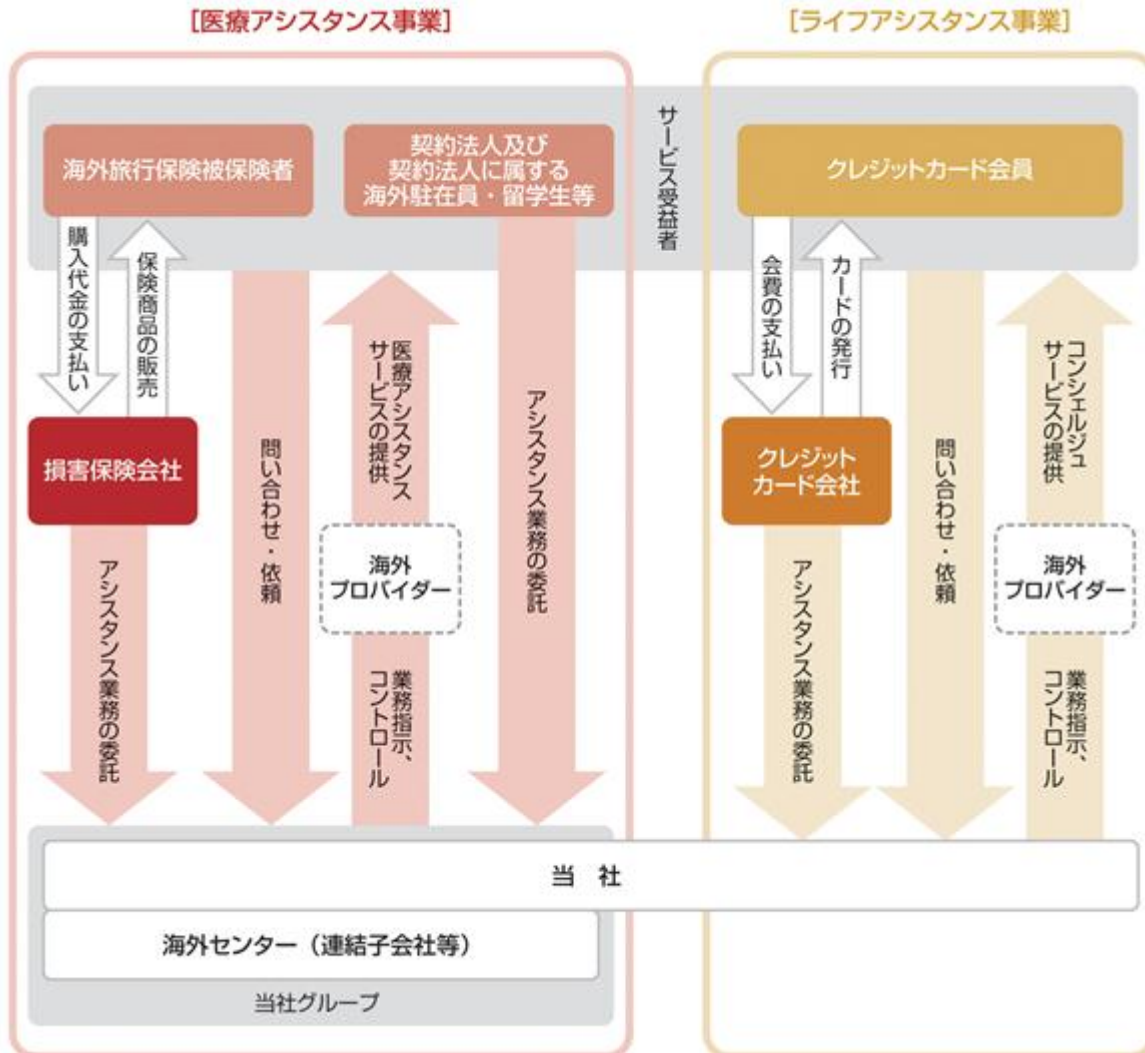 [医療アシスタンス事業]
[ライフアシスタンス事業]
サービス受益者
海外旅行保険被保険者
契約法人及び
契約法人に属する
海外駐在員・留学生等
クレジットカード会員
購入代金の支払い
保険商品の販売
損害保険会社
アシスタンス業務の委託
問い合わせ・依頼
医療アシスタンス
サービスの提供
海外
プロバイダー
業務指示、
コントロール
アシスタンス業務の委託
会費の支払い
カードの発行
クレジット
カード会社
アシスタンス業務の委託
問い合わせ・依頼
コンシェルジュ
サービスの提供
海外
プロバイダー
業務指示、
コントロール
当 社
海外センター（連結子会社等）
当社グループ